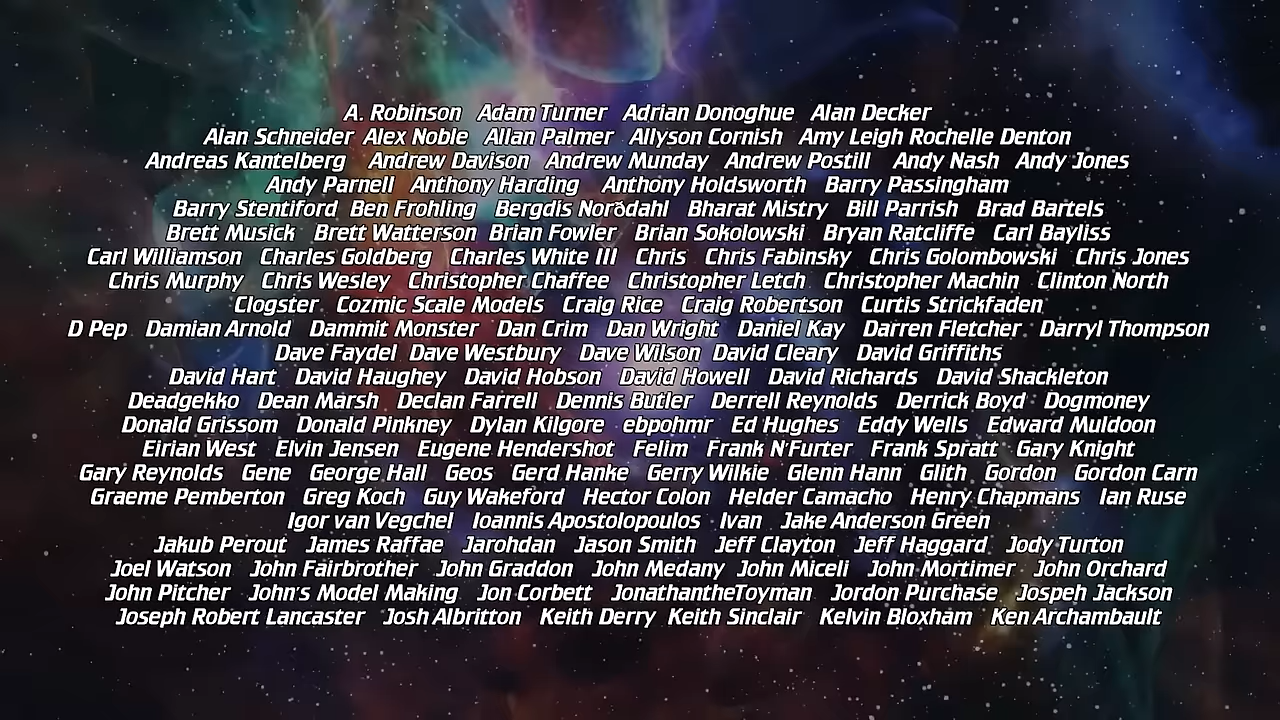 A. Robinson Adam Turner Adrian Donoghue Alan Decker
Alan Schneider Alex Noble Allan Palmer Allyson Cornish Amy Leigh Rochelle Denton
Andreas Kantelberg Andrew Davison Andrew Munday Andrew Postill Andy Nash Andy Jones
Andy Parnell Anthony Harding Anthony Holdsworth Barry Passingham
Barry Stentiford Ben Frohling Bergdis Norðdahl Bharat Mistry Bill Parrish Brad Bartels
Brett Musick Brett Watterson Brian Fowler Brian Sokolowski Bryan Ratcliffe Carl Bayliss
Carl Williamson Charles Goldberg Charles White III Chris Chris Fabinsky Chris Golombowski Chris Jones
Chris Murphy Chris Wesley Christopher Chaffee Christopher Letch Christopher Machin Clinton North
Clogster Cozmic Scale Models Craig Rice Craig Robertson Curtis Strickfaden
D Pep Damian Arnold Dammit Monster Dan Crim Dan Wright Daniel Kay Darren Fletcher Darryl Thompson
Dave Faydel Dave Westbury Dave Wilson David Cleary David Griffiths
David Hart David Haughey David Hobson David Howell David Richards David Shackleton
Deadgekko Dean Marsh Declan Farrell Dennis Butler Derrell Reynolds Derrick Boyd Dogmoney
Donald Grissom Donald Pinkney Dylan Kilgore ebpohmr Ed Hughes Eddy Wells Edward Muldoon
Eirian West Elvin Jensen Eugene Hendershot Felim Frank N'Furter Frank Spratt Gary Knight
Gary Reynolds Gene George Hall Geos Gerd Hanke Gerry Wilkie Glenn Hann Glith Gordon Gordon Carn
Graeme Pemberton Greg Koch Guy Wakeford Hector Colon Helder Camacho Henry Chapmans Ian Ruse
Igor van Vegchel Ioannis Apostolopoulos Ivan Jake Anderson Green
Jakub Perout James Raffae Jarohdan Jason Smith Jeff Clayton Jeff Haggard Jody Turton
Joel Watson John Fairbrother John Graddon John Medany John Miceli John Mortimer John Orchard
John Pitcher John's Model Making Jon Corbett JonathantheToyman Jordon Purchase Jospeh Jackson
Joseph Robert Lancaster Josh Albritton Keith Derry Keith Sinclair Kelvin Bloxham Ken Archambault